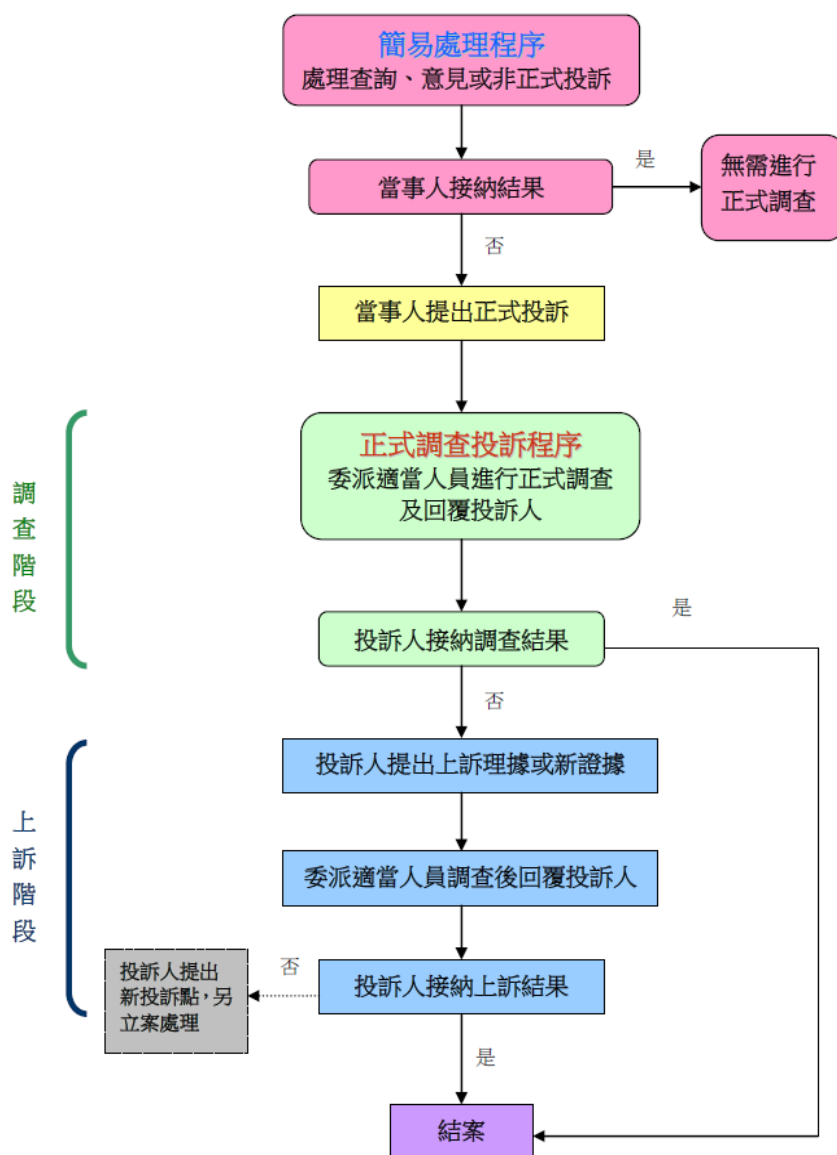 簡易處理程序
處理查詢、意見或非正式投訴
當事人接納結果
是
無需進行
正式調查
否
當事人提出正式投訴
調
查
階
段
正式調查投訴程序
委派適當人員進行正式調查
及回覆投訴人
投訴人接納調查結果
是
否
上
訴
階
段
投訴人提出上訴理據或新證據
委派適當人員調查後回覆投訴人
投訴人接納上訴結果
否
投訴人提出
新投訴點，另
立案處理
是
結案